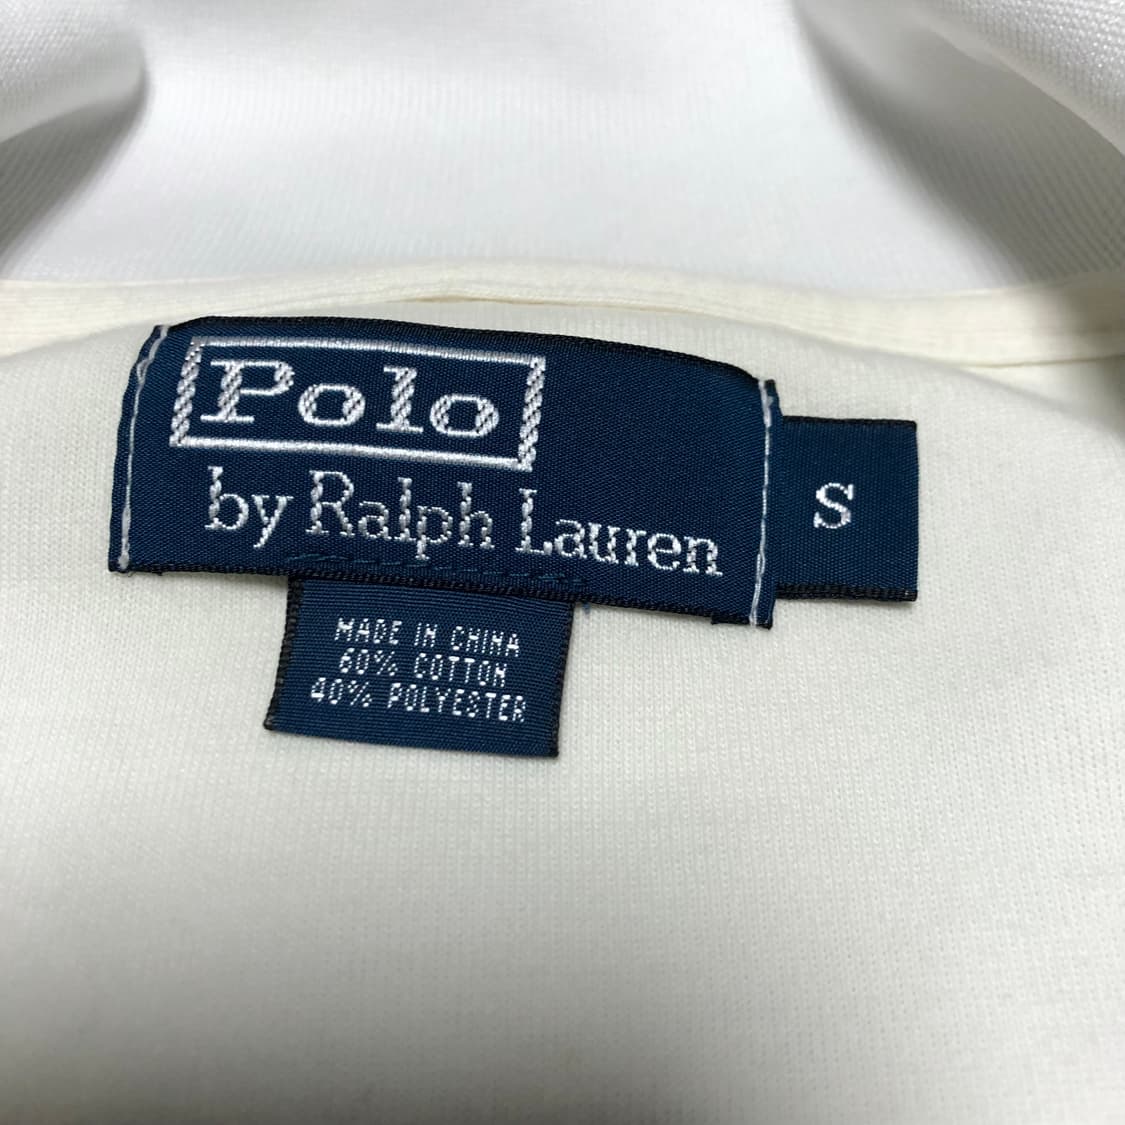 Polo
by Ralph Lauren
S
MADE IN CHINA
60% COTTON
40% POLYESTER